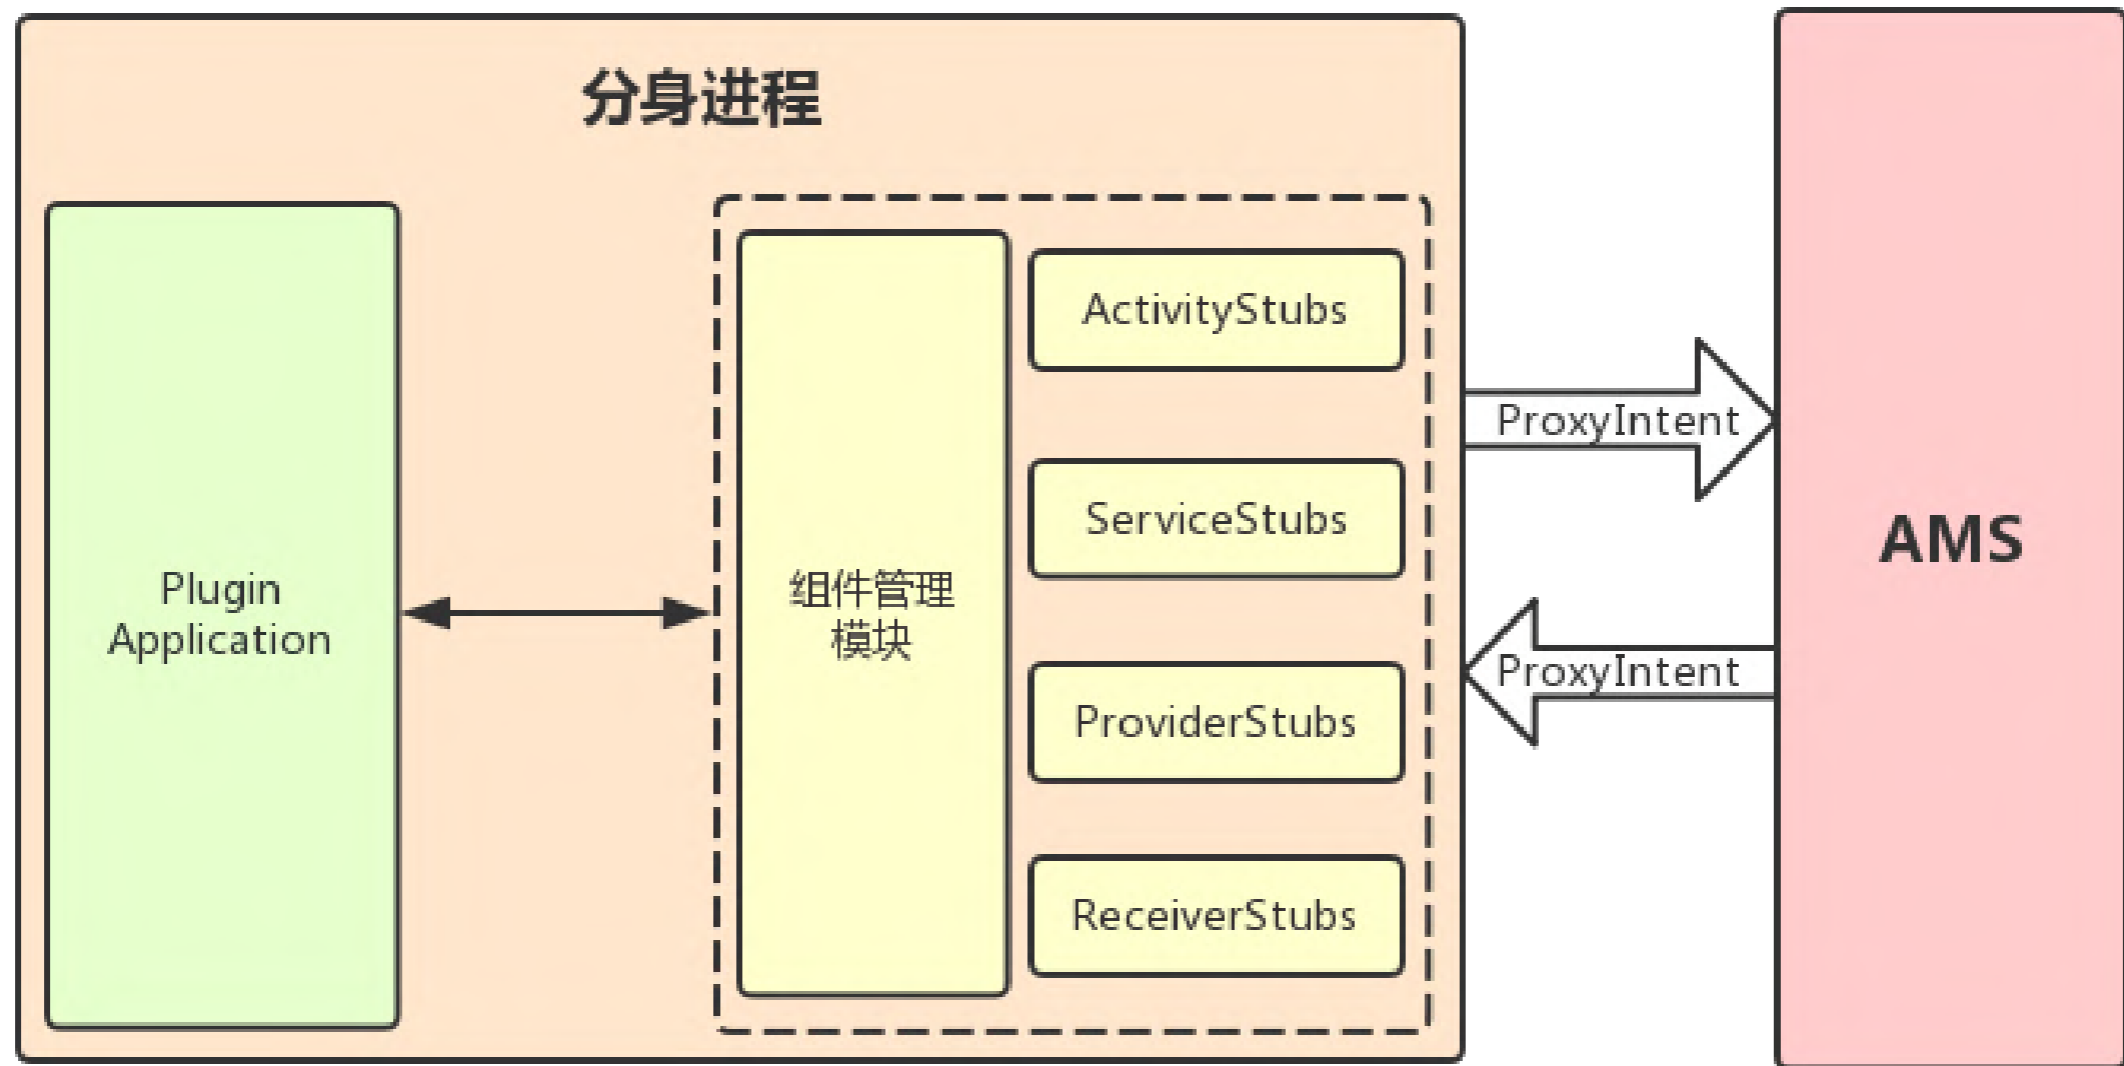 分身进程
Plugin
Application
组件管理
模块
ActivityStubs
ServiceStubs
ProviderStubs
ReceiverStubs
ProxyIntent
ProxyIntent
AMS